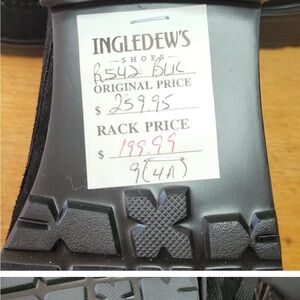 INGLEDEW'S
—SHOES—
R542 BLK
ORIGINAL PRICE
$ 259.95
RACK PRICE
$ 199.99
9(4A)